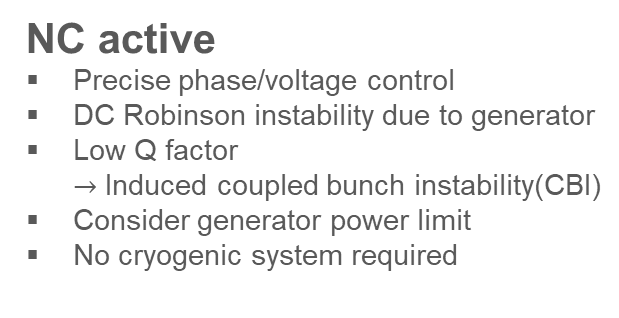 NC active
▪ Precise phase/voltage control
▪ DC Robinson instability due to generator
▪ Low Q factor
→ Induced coupled bunch instability(CBI)
▪ Consider generator power limit
▪ No cryogenic system required